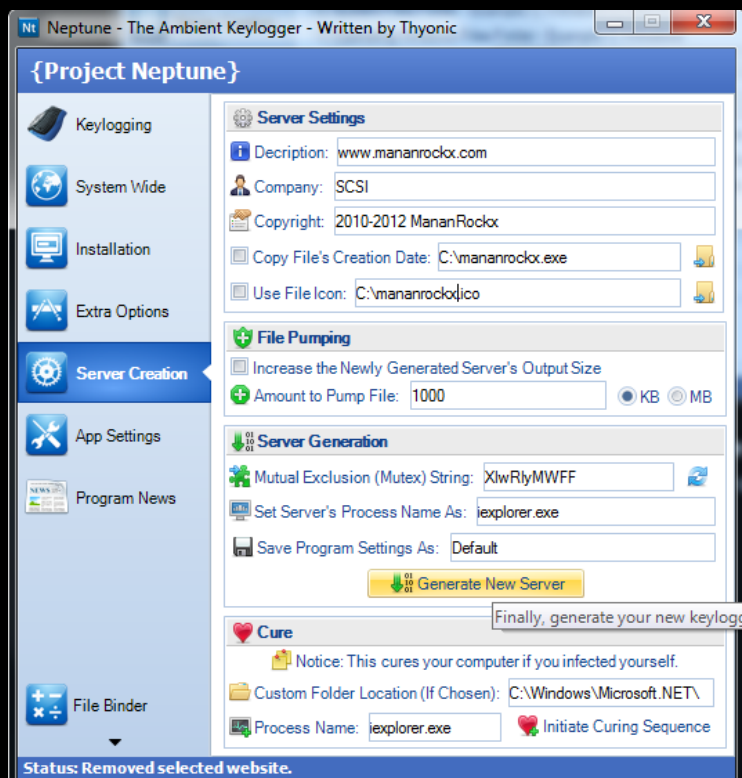 Nt Neptune - The Ambient Keylogger - Written by Thyonic
{Project Neptune}
Keylogging
System Wide
Installation
Extra Options
Server Creation
App Settings
Program News
File Binder
Server Settings
Decription: www.mananrockx.com
Company: SCSI
Copyright: 2010-2012 MananRockx
Copy File's Creation Date: C:\mananrockx.exe
Use File Icon: C:\mananrockx.ico
File Pumping
Increase the Newly Generated Server's Output Size
Amount to Pump File: 1000 KB MB
Server Generation
Mutual Exclusion (Mutex) String: XlwRlyMWFF
Set Server's Process Name As: iexplorer.exe
Save Program Settings As: Default
Generate New Server
Finally, generate your new keylogg
Cure
Notice: This cures your computer if you infected yourself.
Custom Folder Location (If Chosen): C:\Windows\Microsoft.NET\
Process Name: iexplorer.exe Initiate Curing Sequence
Status: Removed selected website.